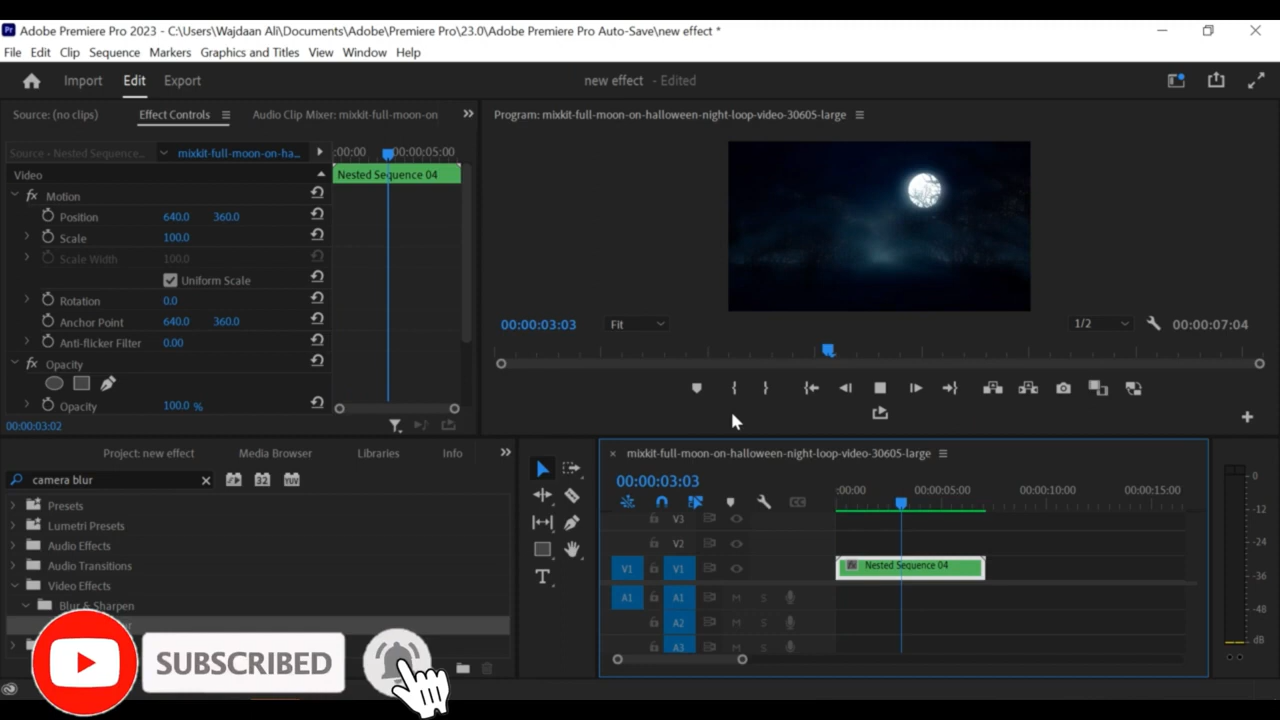 Pr Adobe Premiere Pro 2023 - C:\Users\Wajdaan Ali\Documents\Adobe\Premiere Pro\23.0\Adobe Premiere Pro Auto-Save\new effect *
File Edit Clip Sequence Markers Graphics and Titles View Window Help
Import Edit Export
new effect - Edited
Source: (no clips)
Effect Controls
Audio Clip Mixer: mixkit-full-moon-on
Source - Nested Sequence...
mixkit-full-moon-on-ha...
:00:00 00:00:05:00
Video
Nested Sequence 04
fx Motion
Position 640.0 360.0
Scale 100.0
Scale Width 100.0
Uniform Scale
Rotation 0.0
Anchor Point 640.0 360.0
Anti-flicker Filter 0.00
fx Opacity
Opacity 100.0 %
00:00:03:02
Program: mixkit-full-moon-on-halloween-night-loop-video-30605-large
00:00:03:03 Fit 1/2 00:00:07:04
Project: new effect
Media Browser
Libraries
Info
camera blur
32
YUV
Presets
Lumetri Presets
Audio Effects
Audio Transitions
Video Effects
Blur & Sharpen
SUBSCRIBED
T
mixkit-full-moon-on-halloween-night-loop-video-30605-large
00:00:03:03
:00:00 00:00:05:00 00:00:10:00 00:00:15:00
V3
V2
V1 V1
fx Nested Sequence 04
A1 A1 M S
A2 M S
A3 M S
0
-12
-24
-36
-48
dB